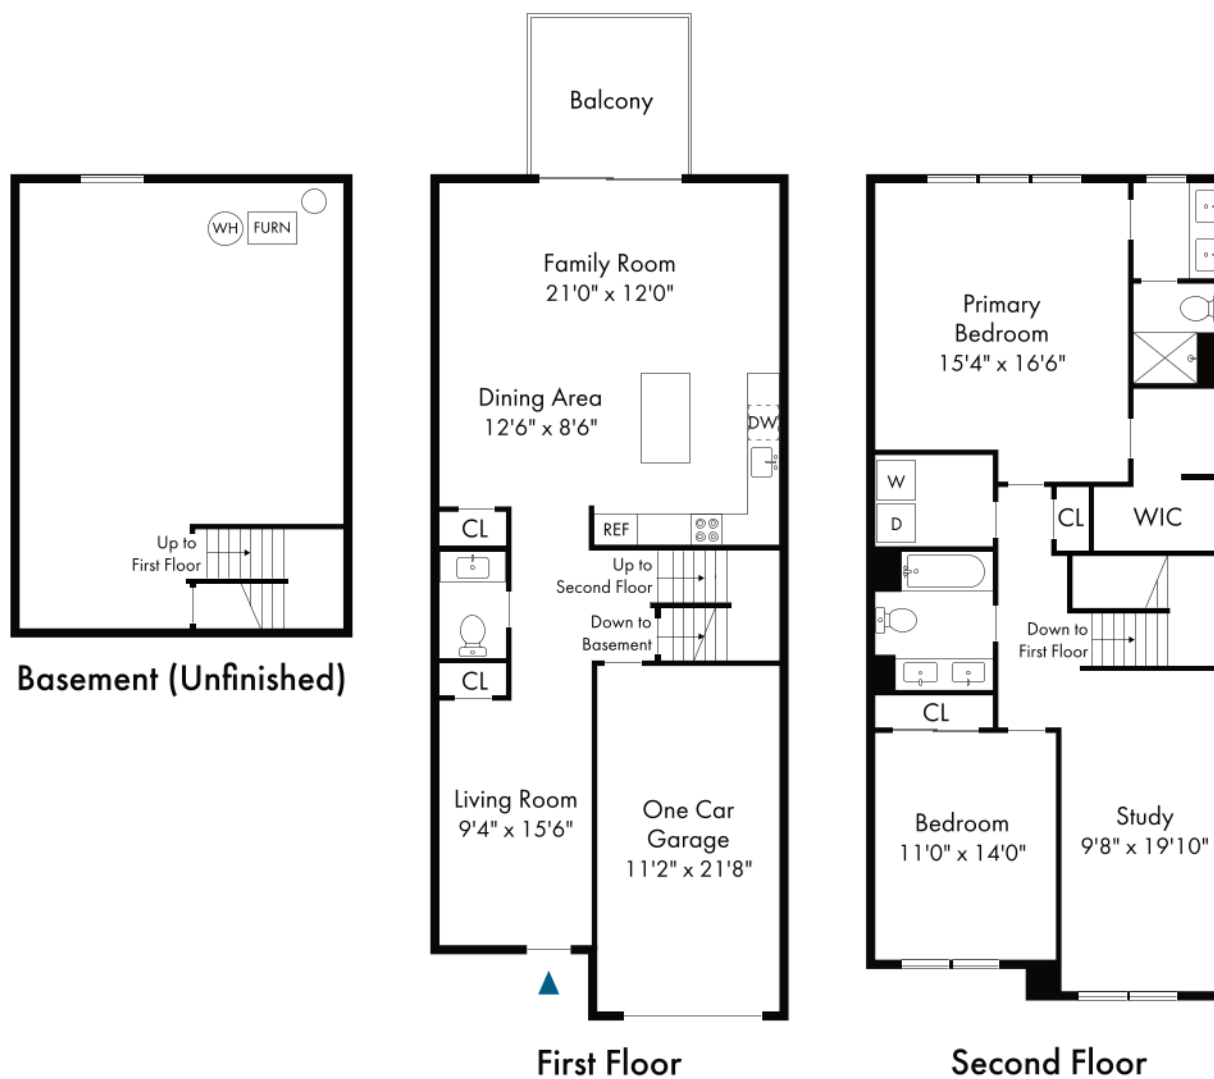 WH
FURN
Up to
First Floor
Basement (Unfinished)
Balcony
Family Room
21'0" x 12'0"
Dining Area
12'6" x 8'6"
DW
CL
REF
Up to
Second Floor
Down to
Basement
CL
Living Room
9'4" x 15'6"
One Car
Garage
11'2" x 21'8"
First Floor
Primary
Bedroom
15'4" x 16'6"
W
D
CL
WIC
Down to
First Floor
CL
Bedroom
11'0" x 14'0"
Study
9'8" x 19'10"
Second Floor